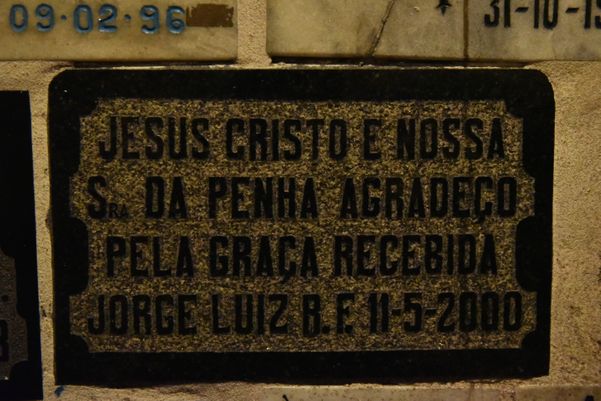 09·02·96
31-10-19
JESUS CRISTO E NOSSA
SRA DA PENHA AGRADEÇO
PELA GRAÇA RECEBIDA
JORGE LUIZ B.F. 11-5-2000